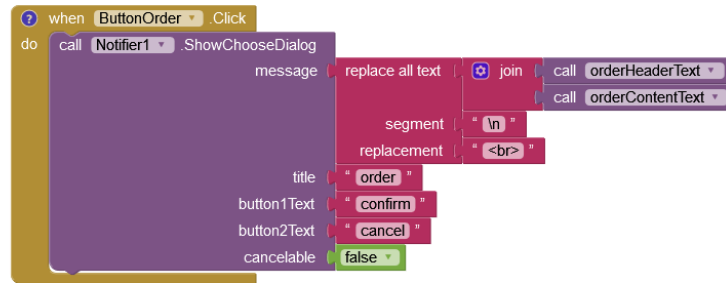 ? when ButtonOrder .Click
do call Notifier1 .ShowChooseDialog
message replace all text join call orderHeaderText
call orderContentText
segment " \n "
replacement " <br> "
title " order "
button1Text " confirm "
button2Text " cancel "
cancelable false